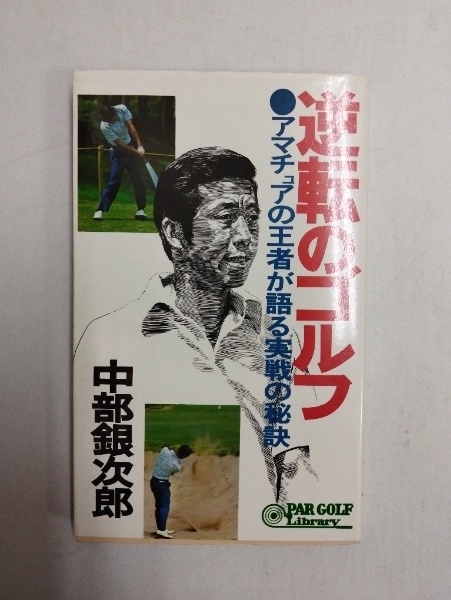 逆転のゴルフ
●アマチュアの王者が語る実戦の秘訣
中部銀次郎
PAR GOLF
Library